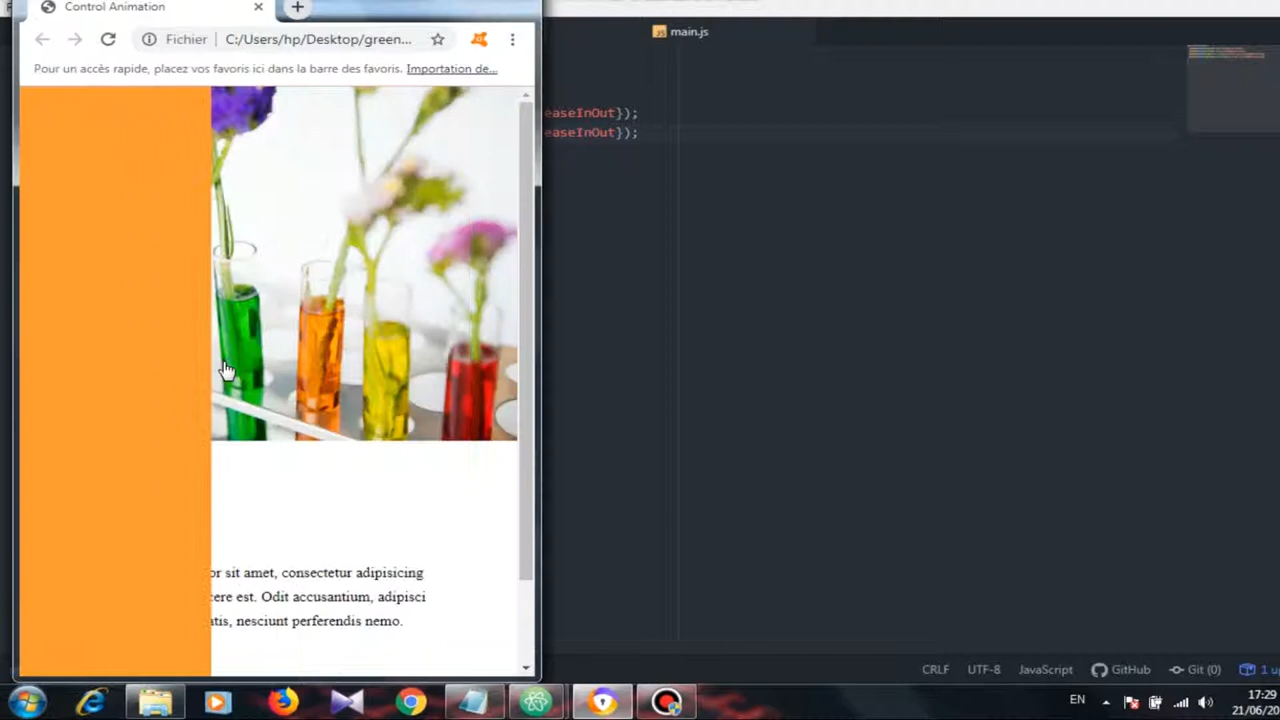 Control Animation
main.js
Fichier
C:/Users/hp/Desktop/green...
Pour un accès rapide, placez vos favoris ici dans la barre des favoris. Importation de...
easeInOut});
easeInOut});
or sit amet, consectetur adipisicing
cere est. Odit accusantium, adipisci
atis, nesciunt perferendis nemo.
CRLF UTF-8 JavaScript GitHub Git (0) 1 up
EN
17:29
21/06/20